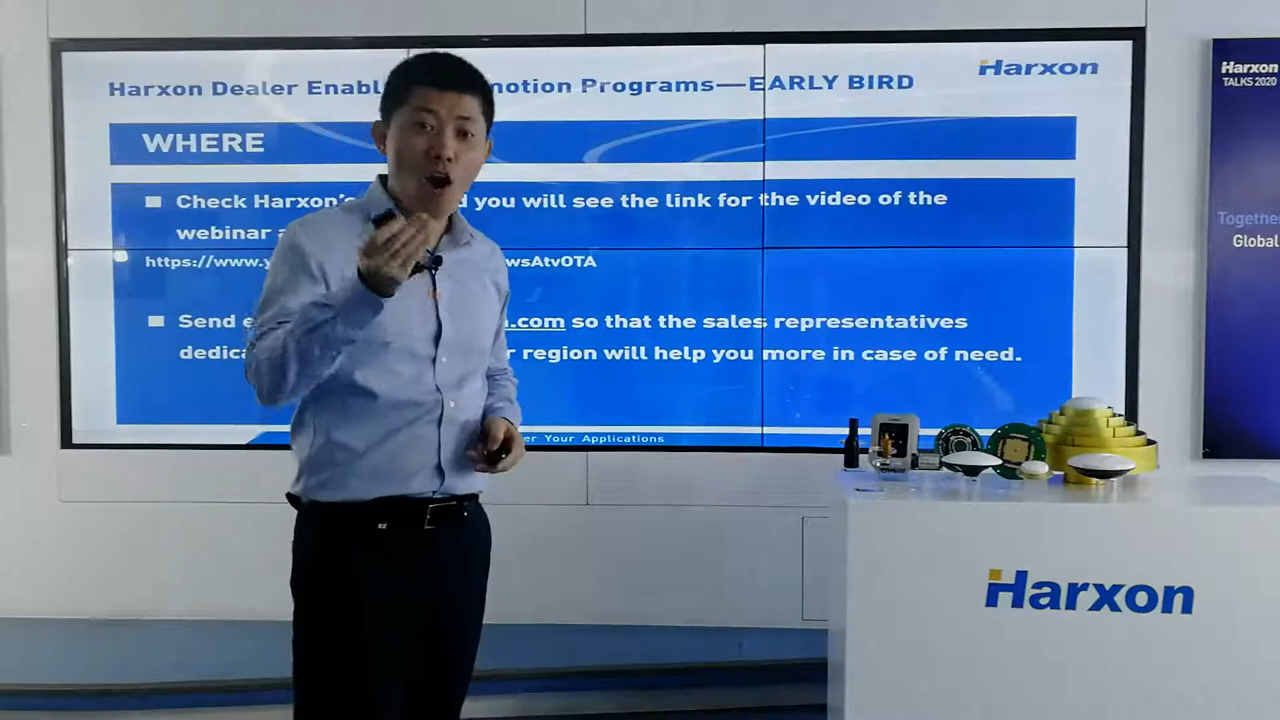 Harxon Dealer Enabl motion Programs—EARLY BIRD
Harxon
WHERE
Check Harxon's d you will see the link for the video of the
webinar
https://www.y wsAtvOTA
Send e .com so that the sales representatives
dedica r region will help you more in case of need.
er Your Applications
Harxon
TALKS 2020
Together
Global
Harxon